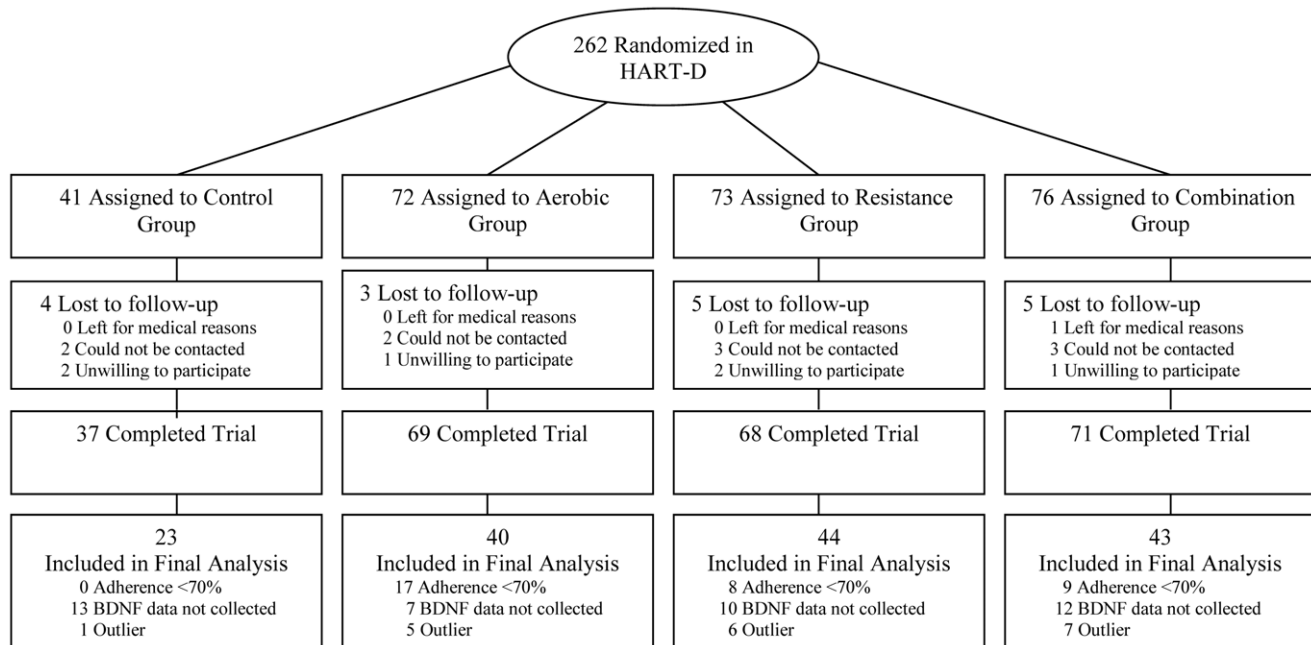 262 Randomized in
HART-D
41 Assigned to Control
Group
72 Assigned to Aerobic
Group
73 Assigned to Resistance
Group
76 Assigned to Combination
Group
4 Lost to follow-up
0 Left for medical reasons
2 Could not be contacted
2 Unwilling to participate
3 Lost to follow-up
0 Left for medical reasons
2 Could not be contacted
1 Unwilling to participate
5 Lost to follow-up
0 Left for medical reasons
3 Could not be contacted
2 Unwilling to participate
5 Lost to follow-up
1 Left for medical reasons
3 Could not be contacted
1 Unwilling to participate
37 Completed Trial
69 Completed Trial
68 Completed Trial
71 Completed Trial
23
Included in Final Analysis
0 Adherence <70%
13 BDNF data not collected
1 Outlier
40
Included in Final Analysis
17 Adherence <70%
7 BDNF data not collected
5 Outlier
44
Included in Final Analysis
8 Adherence <70%
10 BDNF data not collected
6 Outlier
43
Included in Final Analysis
9 Adherence <70%
12 BDNF data not collected
7 Outlier